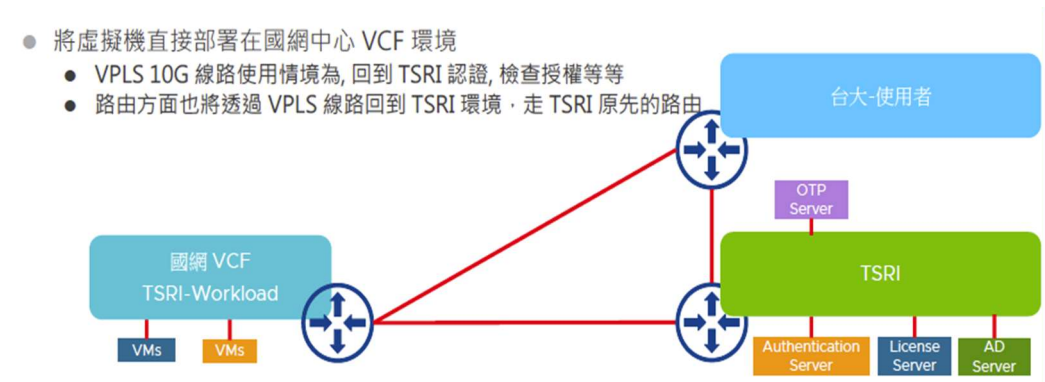 將虛擬機直接部署在國網中心 VCF 環境
VPLS 10G 線路使用情境為, 回到 TSRI 認證, 檢查授權等等
路由方面也將透過 VPLS 線路回到 TSRI 環境，走 TSRI 原先的路由
台大-使用者
OTP
Server
國網 VCF
TSRI-Workload
TSRI
VMs
VMs
Authentication
Server
License
Server
AD
Server